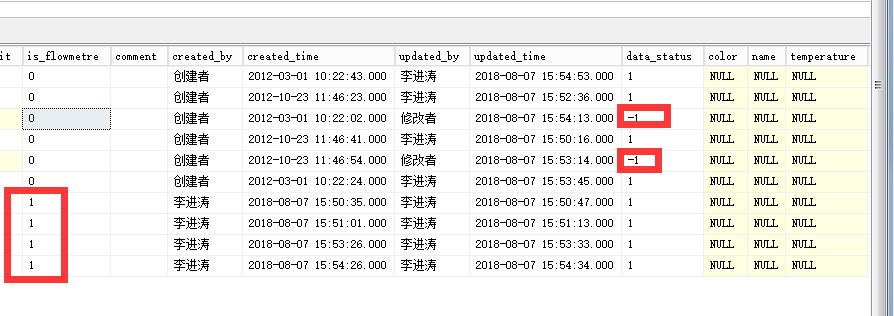 it is_flowmetre comment created_by created_time updated_by updated_time data_status color name temperature
0 创建者 2012-03-01 10:22:43.000 李进涛 2018-08-07 15:54:53.000 1 NULL NULL NULL
0 创建者 2012-10-23 11:46:23.000 李进涛 2018-08-07 15:52:36.000 1 NULL NULL NULL
0 创建者 2012-03-01 10:22:02.000 修改者 2018-08-07 15:54:13.000 -1 NULL NULL NULL
0 创建者 2012-10-23 11:46:41.000 李进涛 2018-08-07 15:50:16.000 1 NULL NULL NULL
0 创建者 2012-10-23 11:46:54.000 修改者 2018-08-07 15:53:14.000 -1 NULL NULL NULL
0 创建者 2012-03-01 10:22:24.000 李进涛 2018-08-07 15:53:45.000 1 NULL NULL NULL
1 李进涛 2018-08-07 15:50:35.000 李进涛 2018-08-07 15:50:47.000 1 NULL NULL NULL
1 李进涛 2018-08-07 15:51:01.000 李进涛 2018-08-07 15:51:13.000 1 NULL NULL NULL
1 李进涛 2018-08-07 15:53:26.000 李进涛 2018-08-07 15:53:33.000 1 NULL NULL NULL
1 李进涛 2018-08-07 15:54:26.000 李进涛 2018-08-07 15:54:34.000 1 NULL NULL NULL